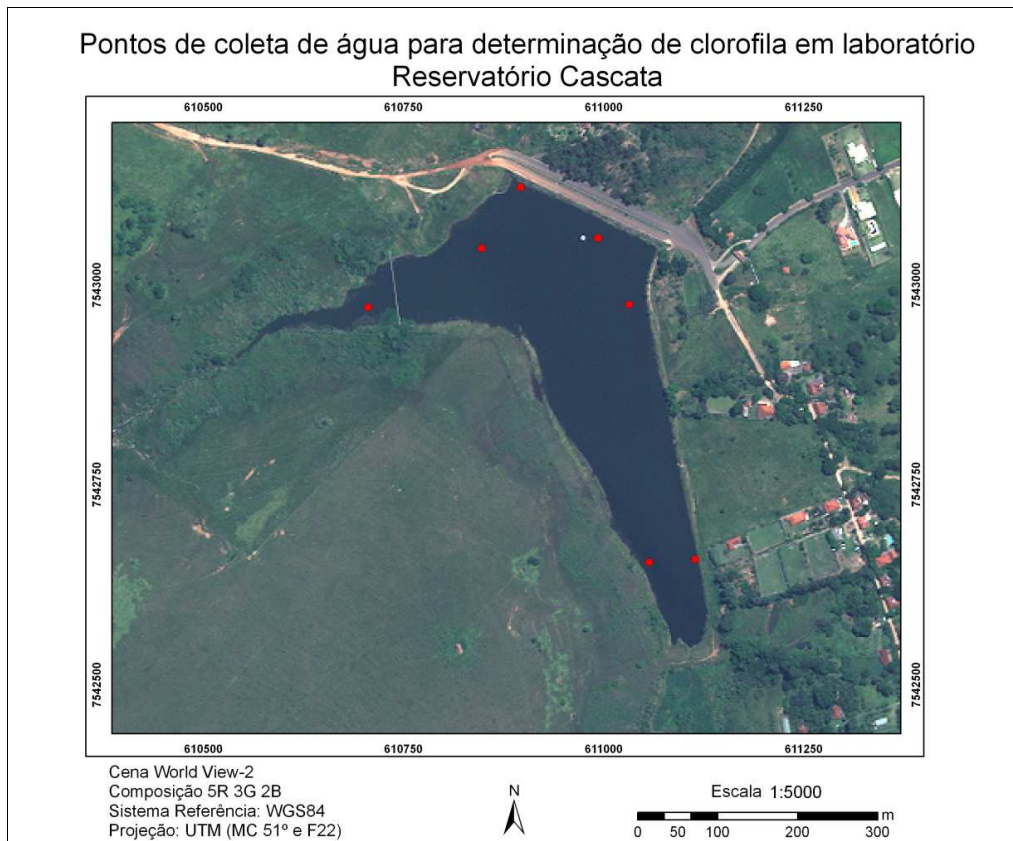 Pontos de coleta de água para determinação de clorofila em laboratório
Reservatório Cascata
610500 610750 611000 611250
7543000 7543000
7542750 7542750
7542500 7542500
610500 610750 611000 611250
Cena World View-2
Composição 5R 3G 2B
Sistema Referência: WGS84
Projeção: UTM (MC 51º e F22)
N
Escala 1:5000
m
0 50 100 200 300